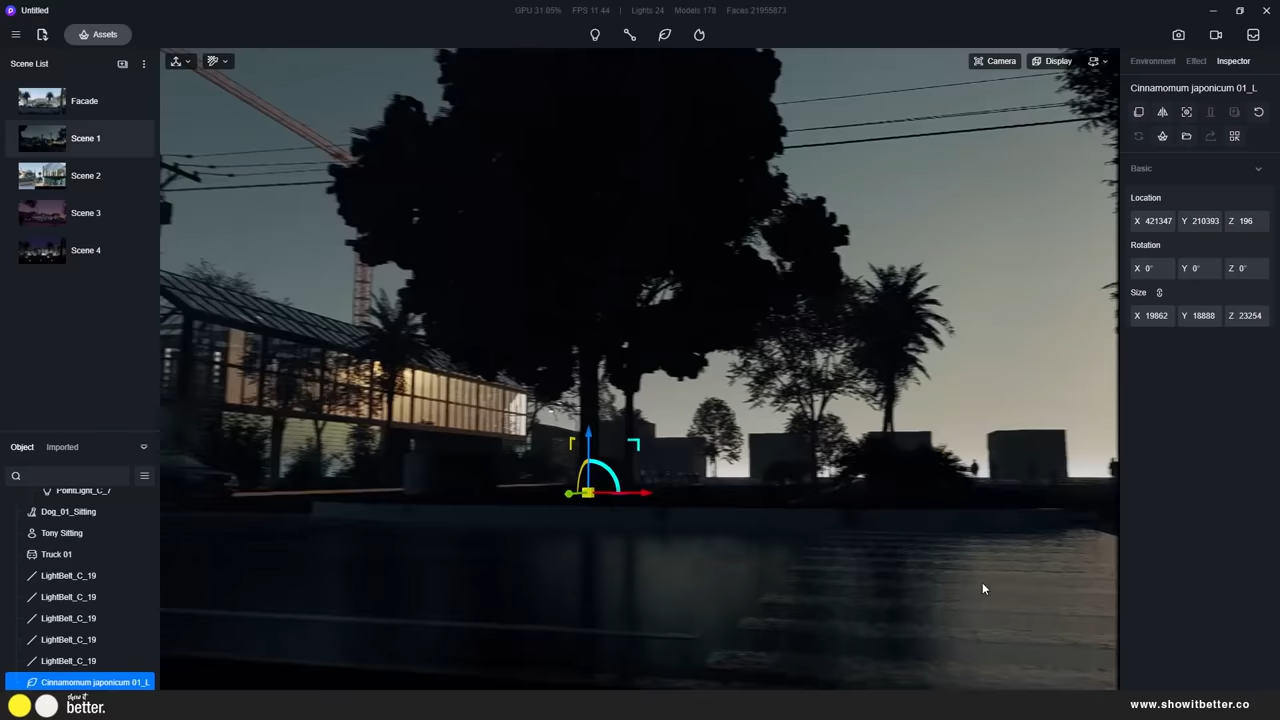 Untitled
GPU 31.05% FPS 11.44 | Lights 24 Models 178 Faces 21955873
Assets
Scene List
Facade
Scene 1
Scene 2
Scene 3
Scene 4
Camera
Display
Environment Effect Inspector
Cinnamomum japonicum 01_L
Basic
Location
X 421347 Y 210393 Z 196
Rotation
X 0° Y 0° Z 0°
Size
X 19862 Y 18888 Z 23254
Object Imported
PointLight_C_7
Dog_01_Sitting
Tony Sitting
Truck 01
LightBelt_C_19
LightBelt_C_19
LightBelt_C_19
LightBelt_C_19
LightBelt_C_19
Cinnamomum japonicum 01_L
show it
better.
www.showitbetter.co